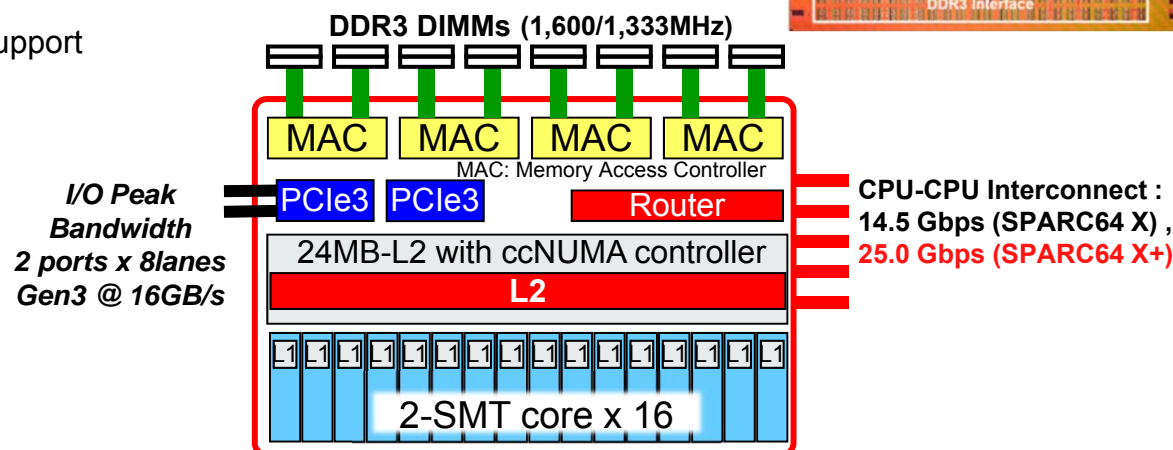 DDR3 Interface
upport
DDR3 DIMMs (1,600/1,333MHz)
MAC MAC MAC MAC
MAC: Memory Access Controller
I/O Peak
Bandwidth
2 ports x 8lanes
Gen3 @ 16GB/s
PCIe3 PCIe3
Router
CPU-CPU Interconnect :
14.5 Gbps (SPARC64 X) ,
25.0 Gbps (SPARC64 X+)
24MB-L2 with ccNUMA controller
L2
L1 L1 L1 L1 L1 L1 L1 L1 L1 L1 L1 L1 L1 L1 L1 L1
2-SMT core x 16